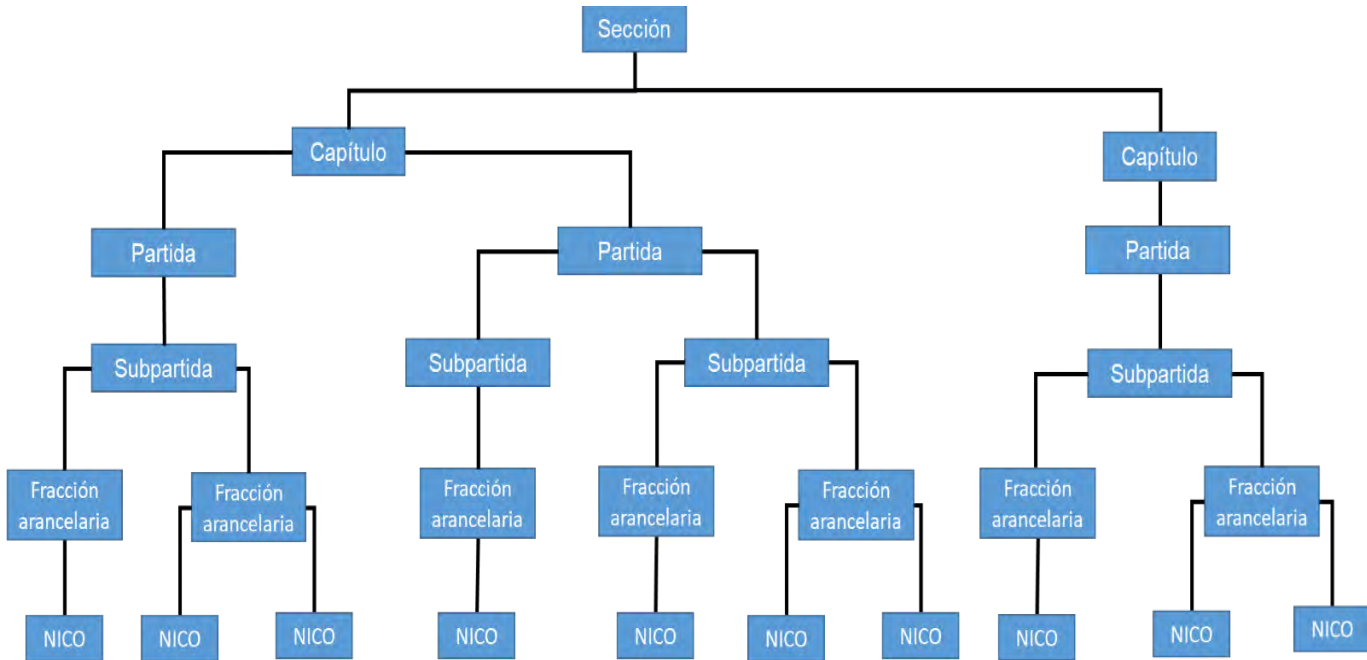 Sección
Capítulo
Capítulo
Partida
Partida
Partida
Subpartida
Subpartida
Subpartida
Subpartida
Fracción
arancelaria
Fracción
arancelaria
Fracción
arancelaria
Fracción
arancelaria
Fracción
arancelaria
Fracción
arancelaria
Fracción
arancelaria
NICO
NICO
NICO
NICO
NICO
NICO
NICO
NICO
NICO
NICO